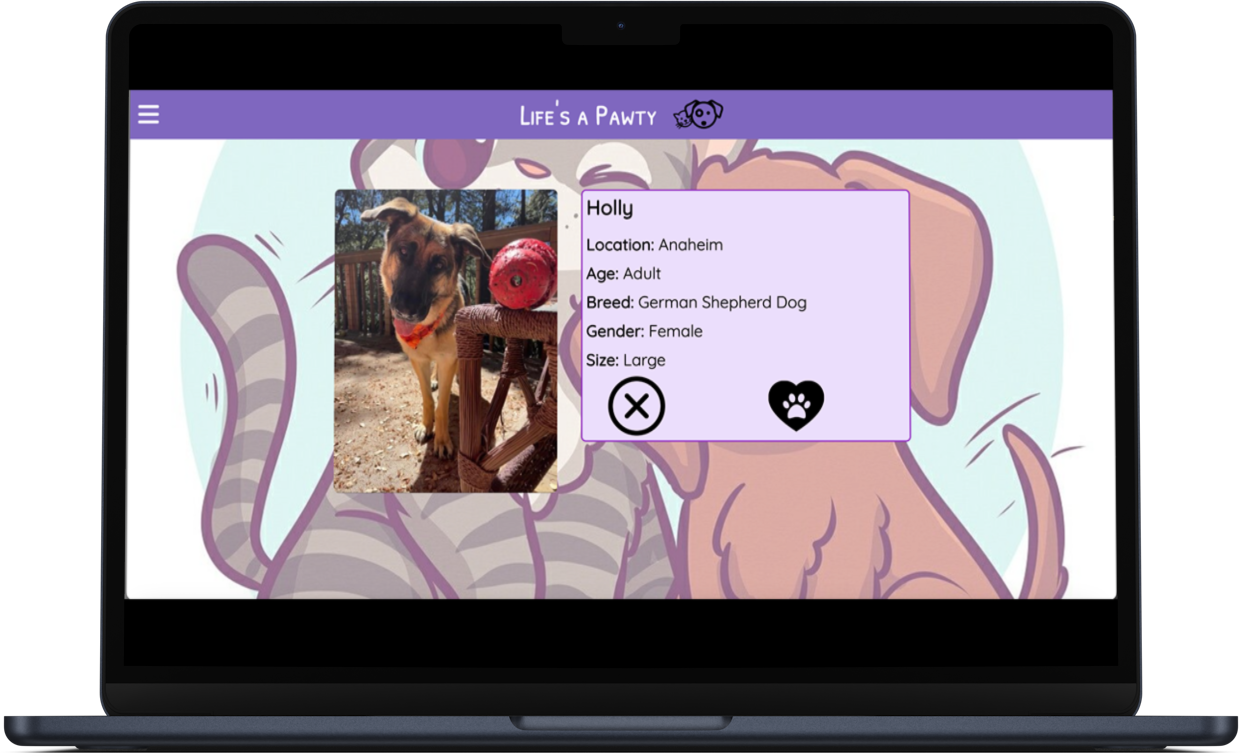 Life's a Pawty
Holly
Location: Anaheim
Age: Adult
Breed: German Shepherd Dog
Gender: Female
Size: Large